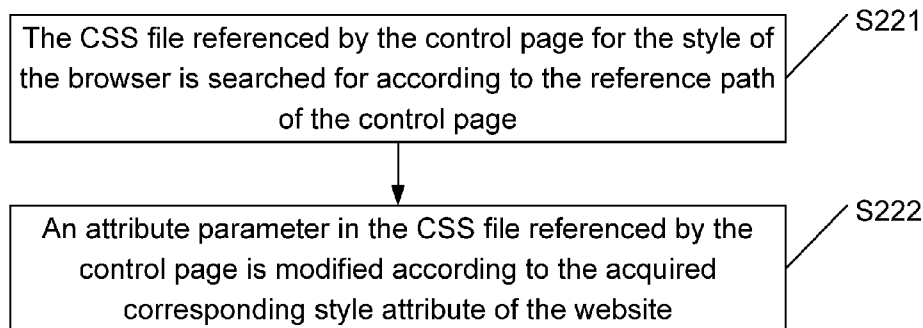 The CSS file referenced by the control page for the style of
the browser is searched for according to the reference path
of the control page
S221
An attribute parameter in the CSS file referenced by the
control page is modified according to the acquired
corresponding style attribute of the website
S222